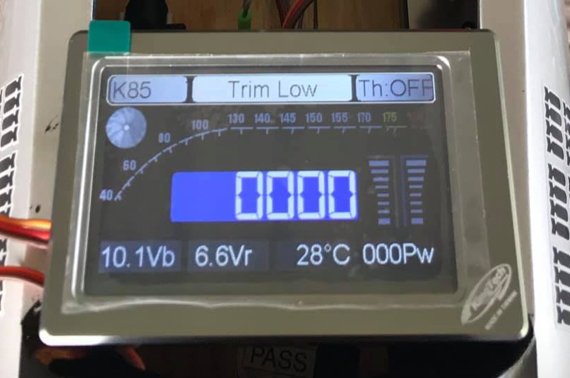 K85 Trim Low Th:OFF
40 60 80 100 130 140 145 150 155 170 175
0000
10.1Vb 6.6Vr 28°C 000Pw
KingTech
PASS